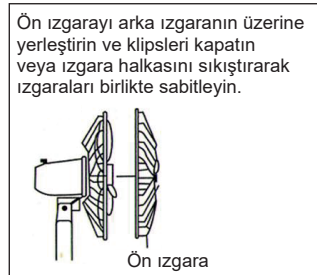 Ön ızgarayı arka ızgaranın üzerine
yerleştirin ve klipsleri kapatın
veya ızgara halkasını sıkıştırarak
ızgaraları birlikte sabitleyin.
Ön ızgara